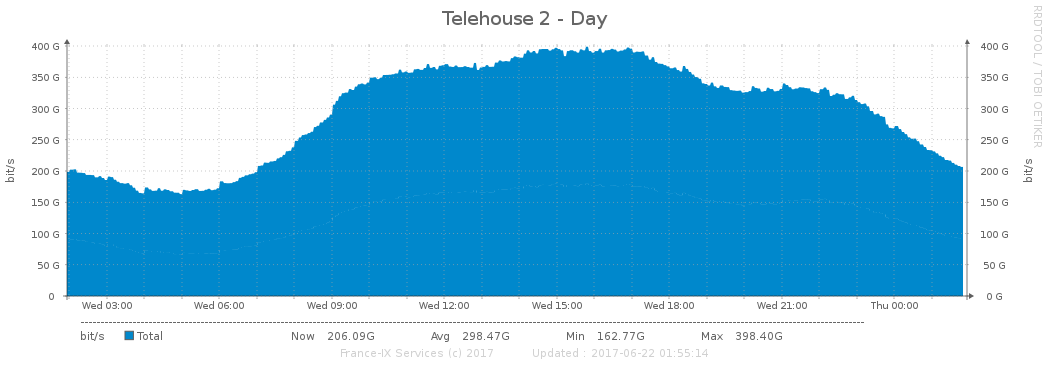 Telehouse 2 - Day
RRDTOOL / TOBI OETIKER
400 G 400 G
350 G 350 G
300 G 300 G
250 G 250 G
200 G 200 G
150 G 150 G
100 G 100 G
50 G 50 G
0 0 G
bit/s
bit/s
Wed 03:00 Wed 06:00 Wed 09:00 Wed 12:00 Wed 15:00 Wed 18:00 Wed 21:00 Thu 00:00
bit/s Total Now 206.09G Avg 298.47G Min 162.77G Max 398.40G
France-IX Services (c) 2017 Updated : 2017-06-22 01:55:14